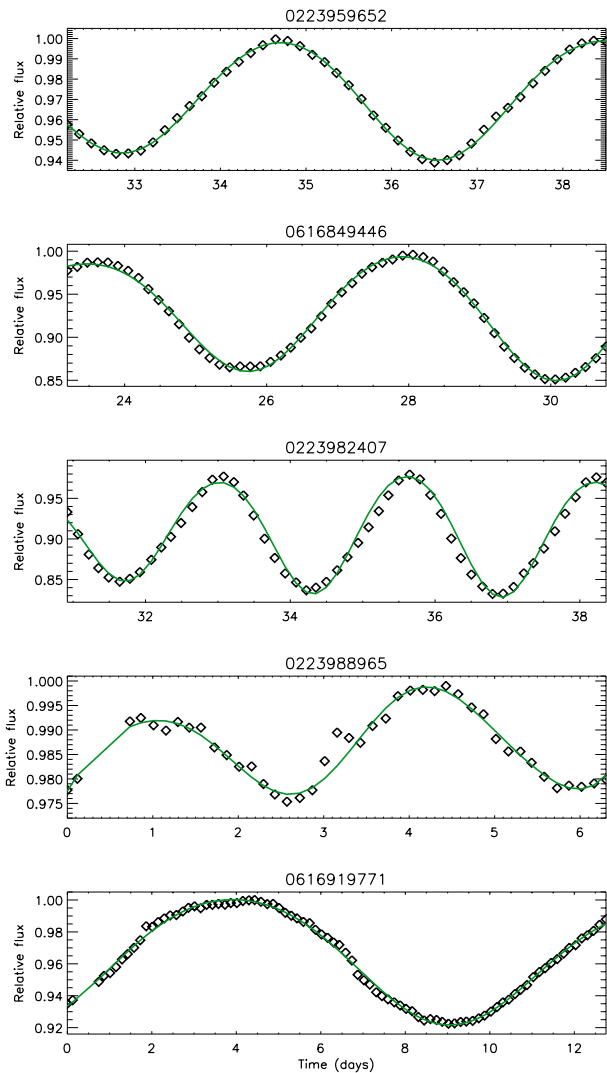 0223959652
1.00
0.99
0.98
0.97
0.96
0.95
0.94
Relative flux
33 34 35 36 37 38
0616849446
1.00
0.95
0.90
0.85
Relative flux
24 26 28 30
0223982407
0.95
0.90
0.85
Relative flux
32 34 36 38
0223988965
1.000
0.995
0.990
0.985
0.980
0.975
Relative flux
0 1 2 3 4 5 6
0616919771
1.00
0.98
0.96
0.94
0.92
Relative flux
0 2 4 6 8 10 12
Time (days)